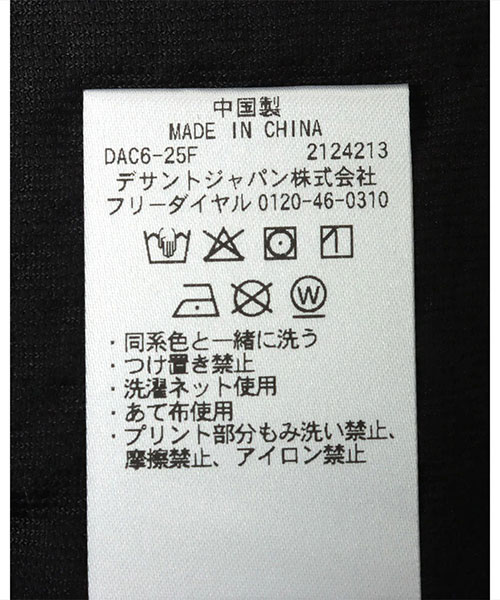 中国製
MADE IN CHINA
DAC6-25F 2124213
デサントジャパン株式会社
フリーダイヤル 0120-46-0310
W
・同系色と一緒に洗う
・つけ置き禁止
・洗濯ネット使用
・あて布使用
・プリント部分もみ洗い禁止、
摩擦禁止、アイロン禁止